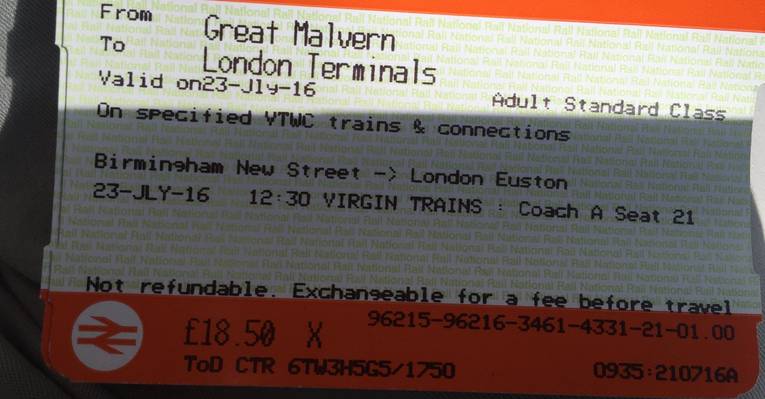 From Great Malvern
To London Terminals
Valid on23-Jly-16
Adult Standard Class
On specified VTWC trains & connections
Birmingham New Street -> London Euston
23-JLY-16 12:30 VIRGIN TRAINS : Coach A Seat 21
Not refundable. Exchangeable for a fee before travel
£18.50 X 96215-96216-3461-4331-21-01.00
ToD CTR 6TW3H5G5/1750 0935:210716A